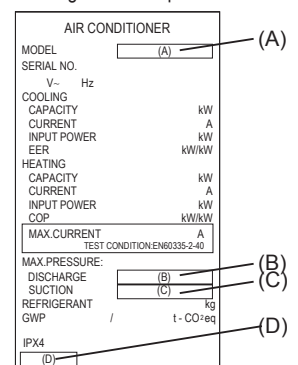 AIR CONDITIONER
MODEL (A) (A)
SERIAL NO.
V~ Hz
COOLING
CAPACITY kW
CURRENT A
INPUT POWER kW
EER kW/kW
HEATING
CAPACITY kW
CURRENT A
INPUT POWER kW
COP kW/kW
MAX.CURRENT A
TEST CONDITION:EN60335-2-40
MAX.PRESSURE:
DISCHARGE (B) (B)
SUCTION (C) (C)
REFRIGERANT kg
GWP / t - CO2eq
IPX4
(D) (D)